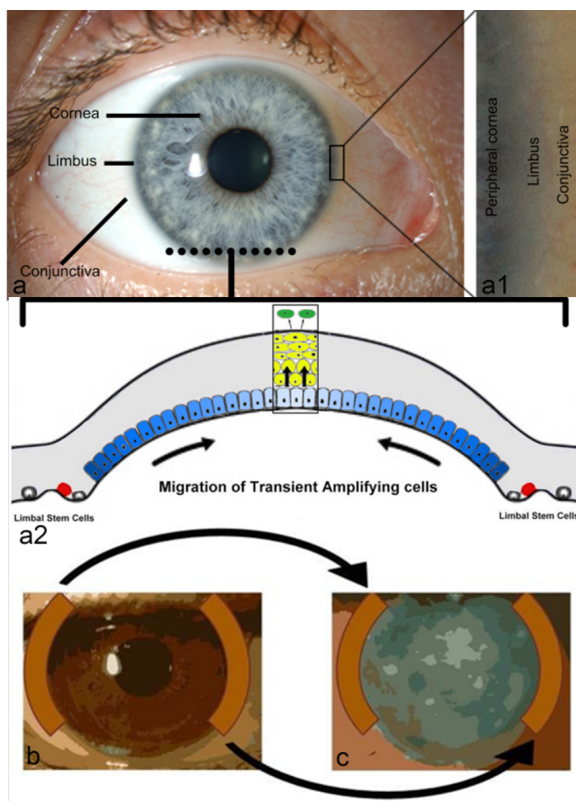 Cornea
Limbus
Conjunctiva
a
Peripheral cornea
Limbus
Conjunctiva
a1
Migration of Transient Amplifying cells
Limbal Stem Cells
Limbal Stem Cells
a2
b
c